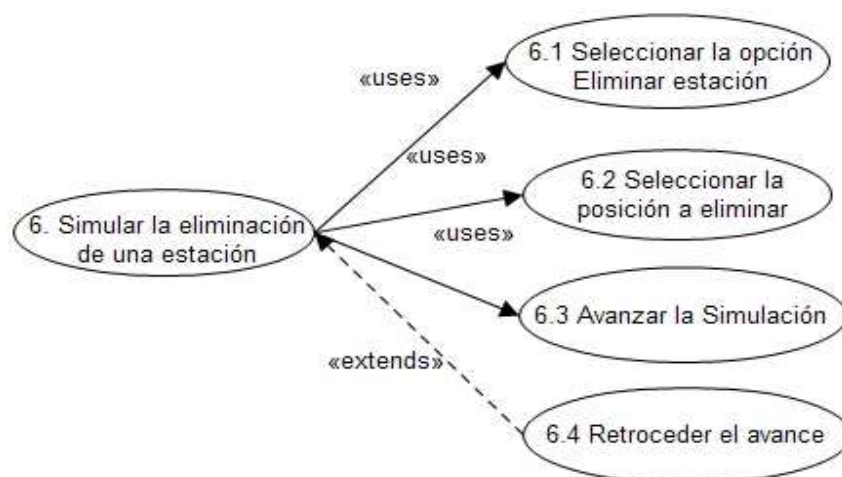 6.1 Seleccionar la opción
Eliminar estación
«uses»
«uses»
6.2 Seleccionar la
posición a eliminar
6. Simular la eliminación
de una estación
«uses»
6.3 Avanzar la Simulación
«extends»
6.4 Retroceder el avance